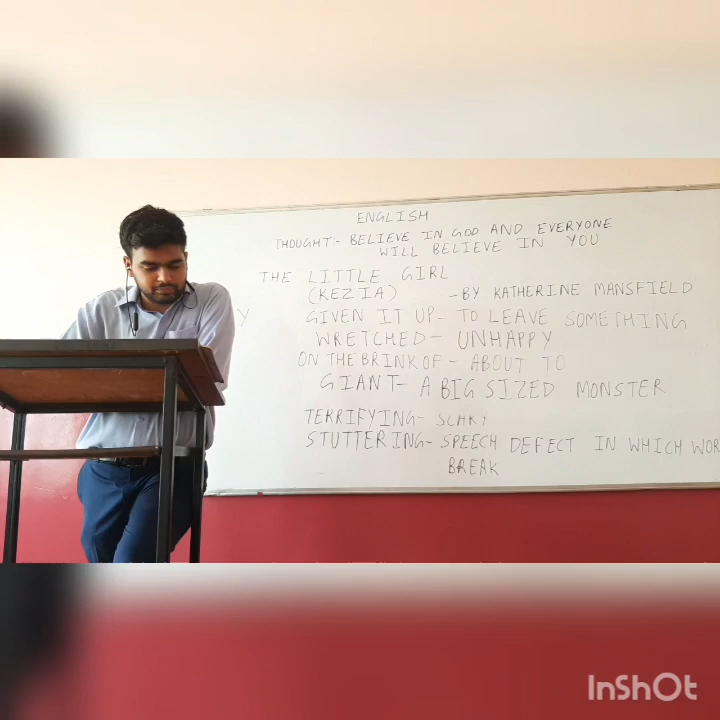 ENGLISH
THOUGHT- BELIEVE IN GOD AND EVERYONE
WILL BELIEVE IN YOU
THE LITTLE GIRL
(KEZIA) -BY KATHERINE MANSFIELD
Y GIVEN IT UP- TO LEAVE SOMETHING
WRETCHED- UNHAPPY
ON THE BRINK OF- ABOUT TO
GIANT- A BIG SIZED MONSTER
TERRIFYING- SCARY
STUTTERING- SPEECH DEFECT IN WHICH WOR
BREAK
InShOt